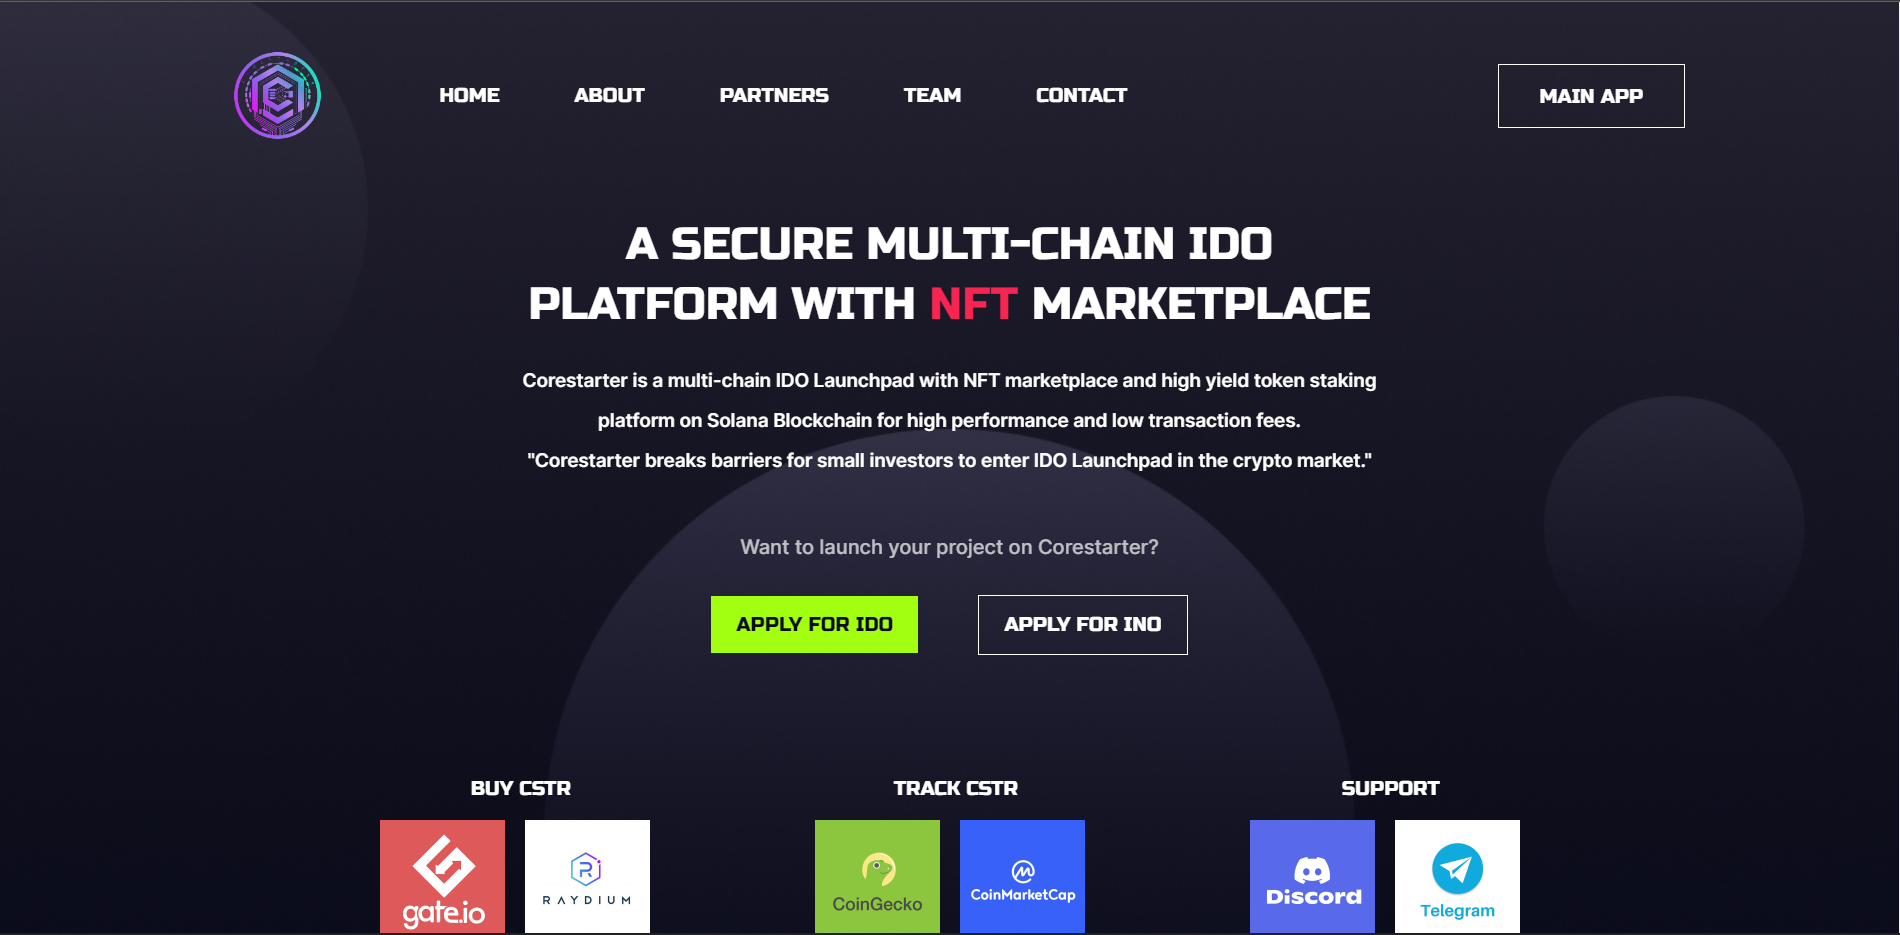 HOME
ABOUT
PARTNERS
TEAM
CONTACT
MAIN APP
A SECURE MULTI-CHAIN IDO
PLATFORM WITH NFT MARKETPLACE
Corestarter is a multi-chain IDO Launchpad with NFT marketplace and high yield token staking
platform on Solana Blockchain for high performance and low transaction fees.
"Corestarter breaks barriers for small investors to enter IDO Launchpad in the crypto market."
Want to launch your project on Corestarter?
APPLY FOR IDO
APPLY FOR INO
BUY CSTR
gate.io
RAYDIUM
TRACK CSTR
CoinGecko
CoinMarketCap
SUPPORT
Discord
Telegram